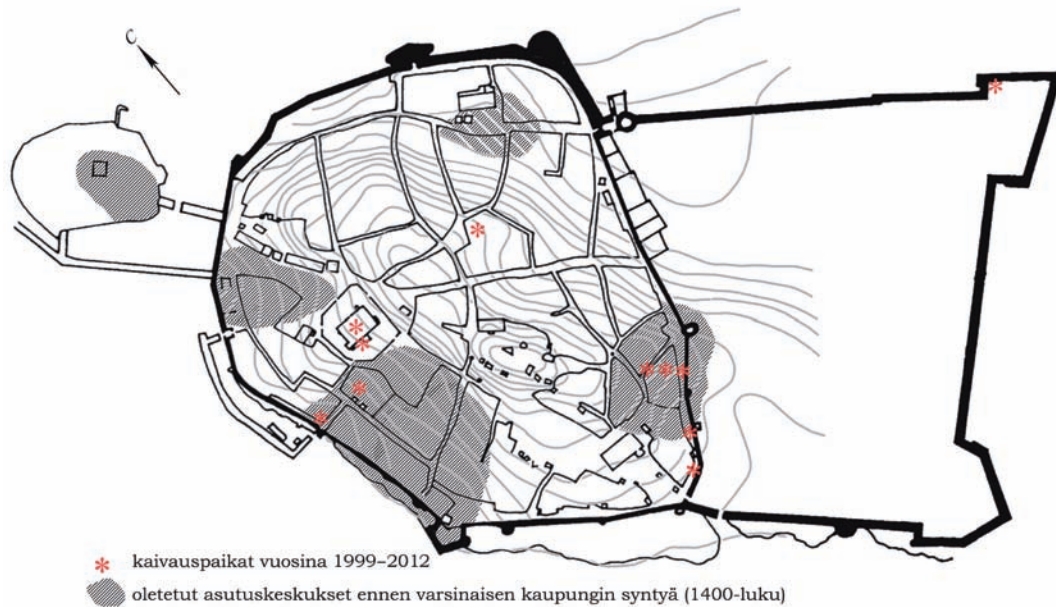 C
kaivauspaikat vuosina 1999–2012
oletetut asutuskeskukset ennen varsinaisen kaupungin syntyä (1400-luku)